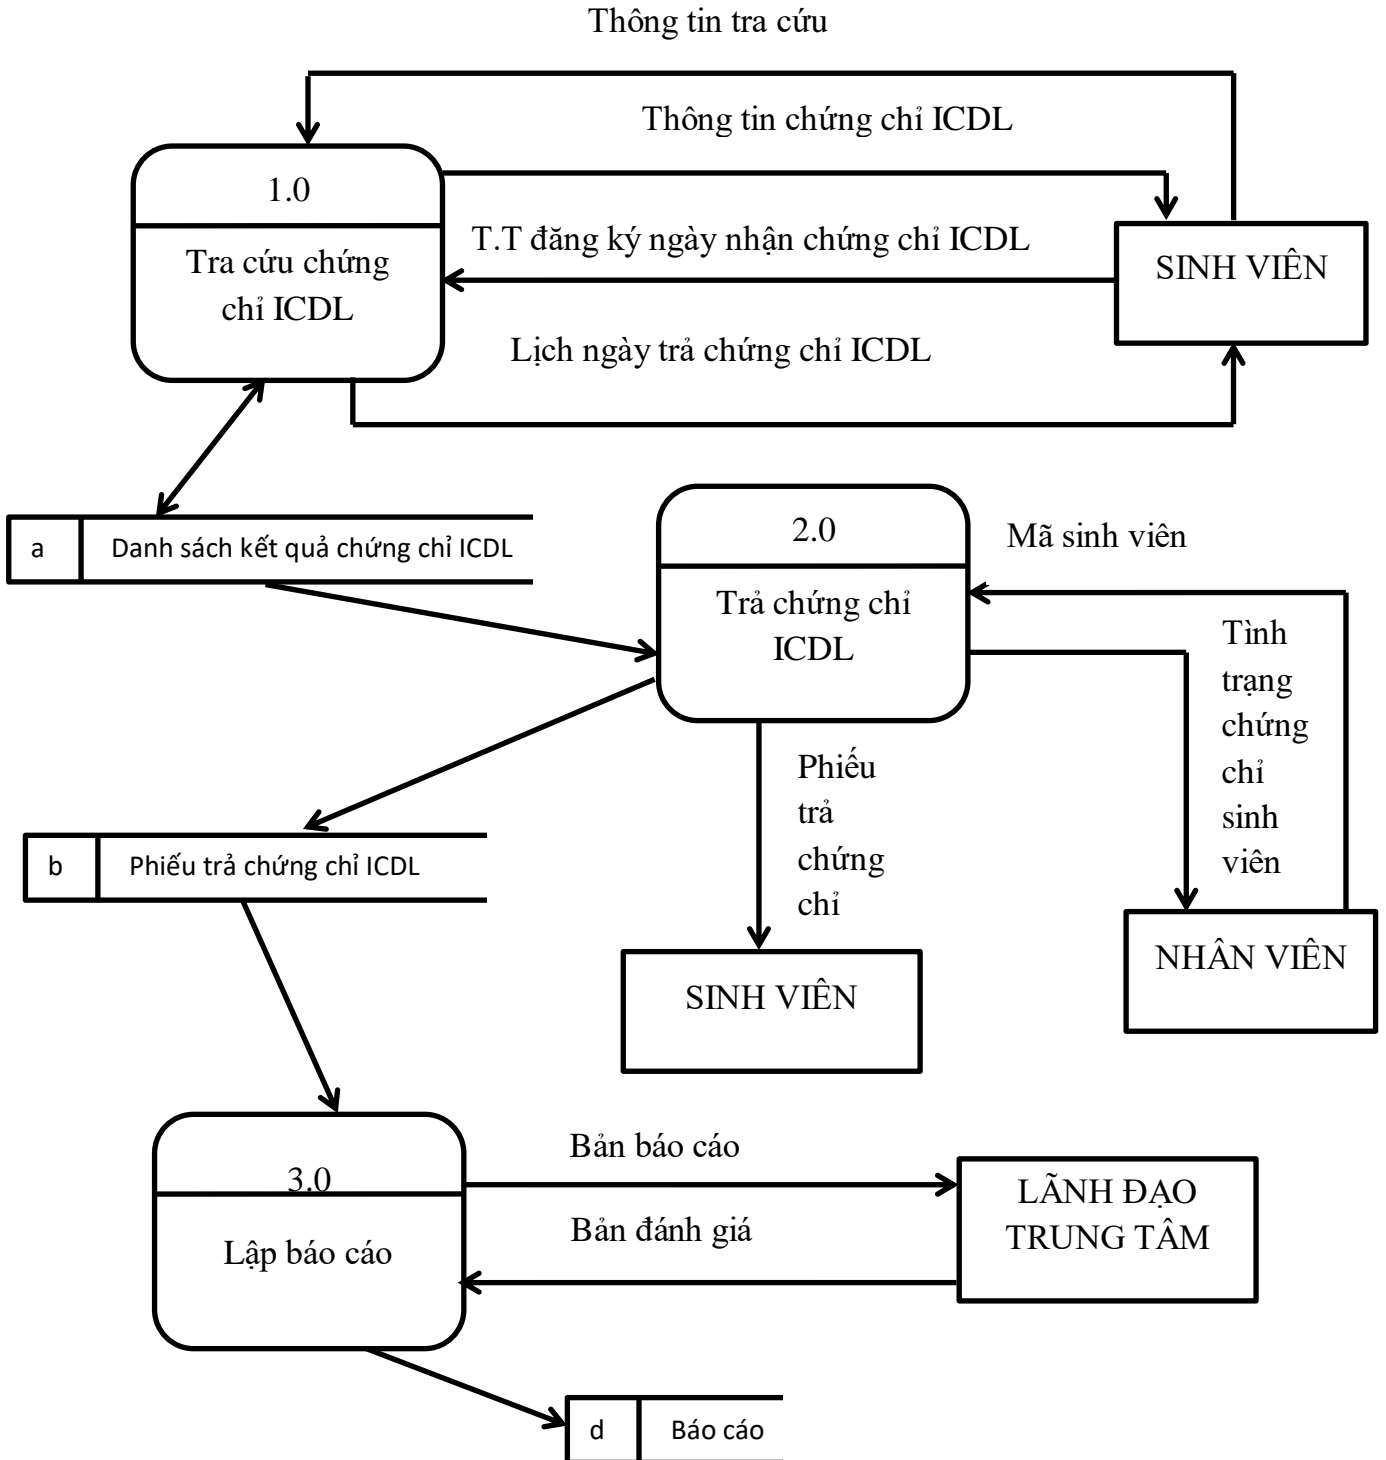 Thông tin tra cứu
Thông tin chứng chỉ ICDL
1.0
Tra cứu chứng
chỉ ICDL
T.T đăng ký ngày nhận chứng chỉ ICDL
SINH VIÊN
Lịch ngày trả chứng chỉ ICDL
a
Danh sách kết quả chứng chỉ ICDL
2.0
Trả chứng chỉ
ICDL
Mã sinh viên
Tình
trạng
chứng
chỉ
sinh
viên
Phiếu
trả
chứng
chỉ
b
Phiếu trả chứng chỉ ICDL
SINH VIÊN
NHÂN VIÊN
3.0
Lập báo cáo
Bản báo cáo
Bản đánh giá
LÃNH ĐẠO
TRUNG TÂM
d
Báo cáo